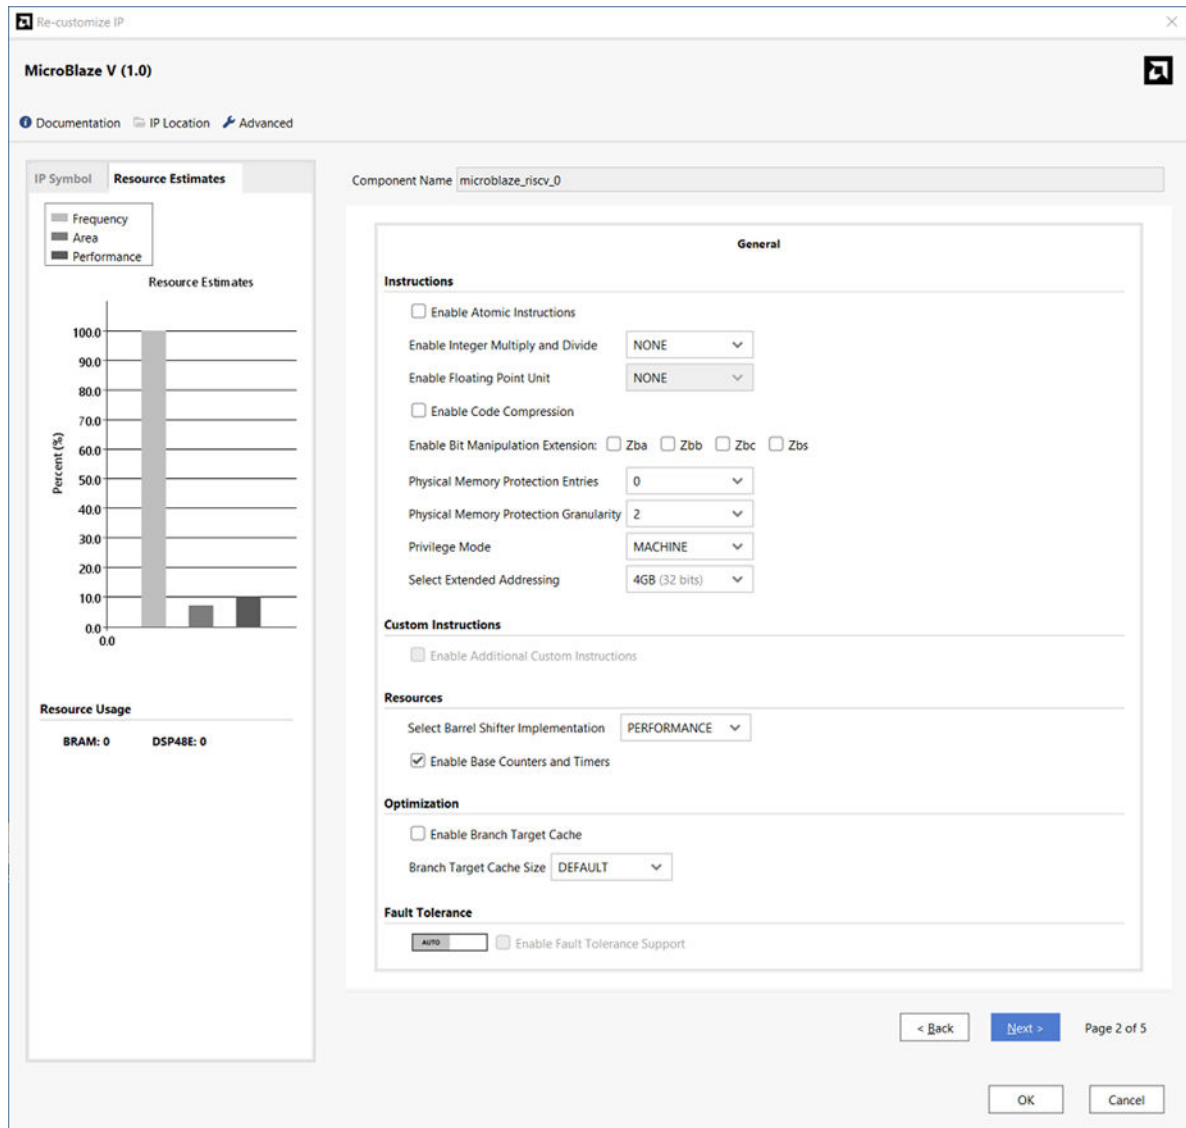 Re-customize IP
MicroBlaze V (1.0)
Documentation IP Location Advanced
IP Symbol Resource Estimates
Frequency
Area
Performance
Resource Estimates
Percent (%)
100.0
90.0
80.0
70.0
60.0
50.0
40.0
30.0
20.0
10.0
0.0
0.0
Resource Usage
BRAM: 0 DSP48E: 0
Component Name microblaze_riscv_0
General
Instructions
Enable Atomic Instructions
Enable Integer Multiply and Divide NONE
Enable Floating Point Unit NONE
Enable Code Compression
Enable Bit Manipulation Extension: Zba Zbb Zbc Zbs
Physical Memory Protection Entries 0
Physical Memory Protection Granularity 2
Privilege Mode MACHINE
Select Extended Addressing 4GB (32 bits)
Custom Instructions
Enable Additional Custom Instructions
Resources
Select Barrel Shifter Implementation PERFORMANCE
Enable Base Counters and Timers
Optimization
Enable Branch Target Cache
Branch Target Cache Size DEFAULT
Fault Tolerance
AUTO Enable Fault Tolerance Support
< Back Next > Page 2 of 5
OK Cancel